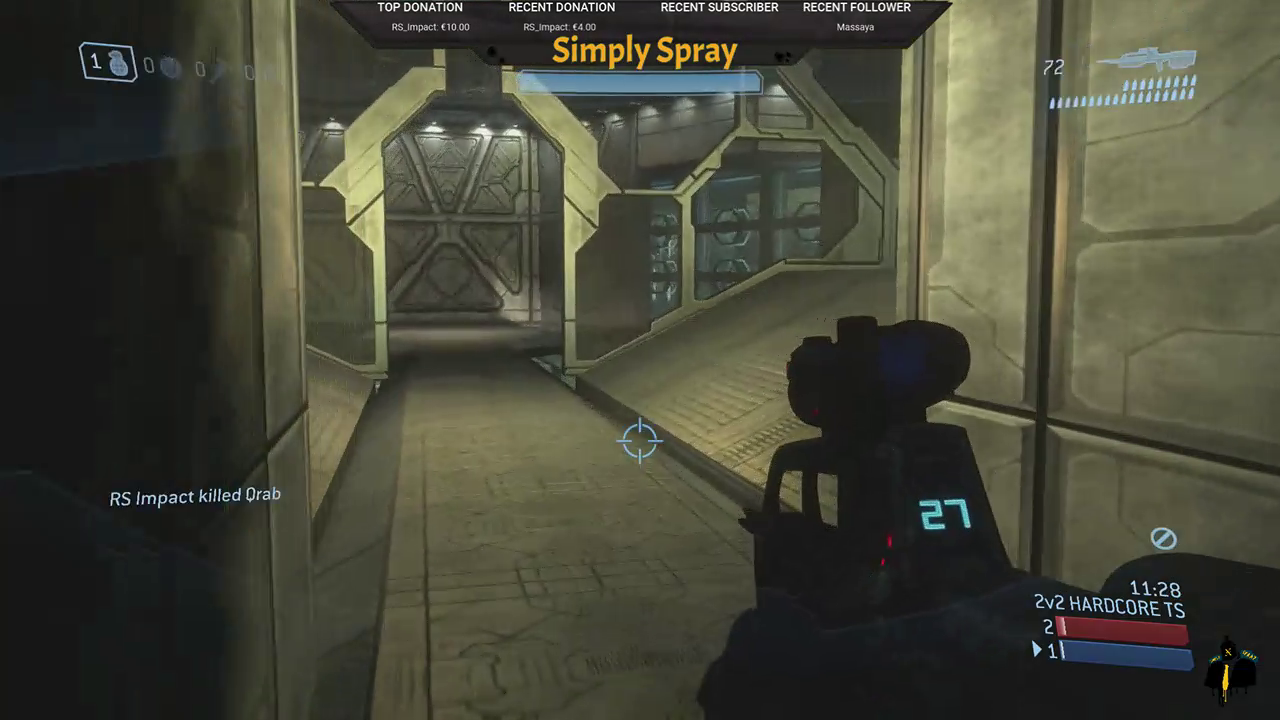 TOP DONATION
RECENT DONATION
RECENT SUBSCRIBER
RECENT FOLLOWER
RS_Impact: €10.00
RS_Impact: €4.00
Massaya
Simply Spray
1
0
0
0
72
27
RS Impact killed Qrab
11:28
2v2 HARDCORE TS
2
1